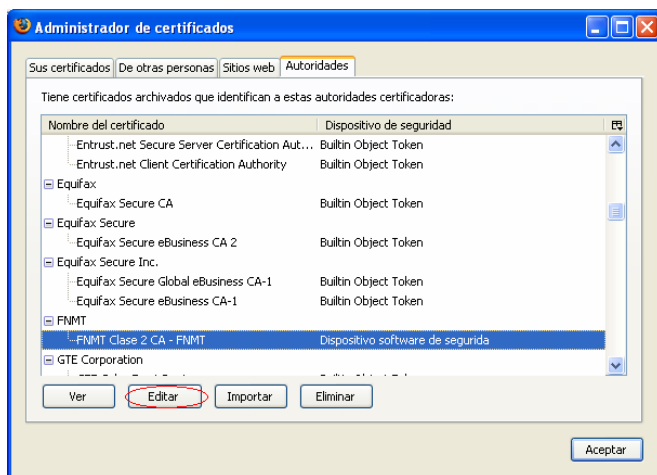 Administrador de certificados
Sus certificados De otras personas Sitios web Autoridades
Tiene certificados archivados que identifican a estas autoridades certificadoras:
Nombre del certificado Dispositivo de seguridad
Entrust.net Secure Server Certification Aut... Builtin Object Token
Entrust.net Client Certification Authority Builtin Object Token
Equifax
Equifax Secure CA Builtin Object Token
Equifax Secure
Equifax Secure eBusiness CA 2 Builtin Object Token
Equifax Secure Inc.
Equifax Secure Global eBusiness CA-1 Builtin Object Token
Equifax Secure eBusiness CA-1 Builtin Object Token
FNMT
FNMT Clase 2 CA - FNMT Dispositivo software de segurida
GTE Corporation
Ver Editar Importar Eliminar
Aceptar